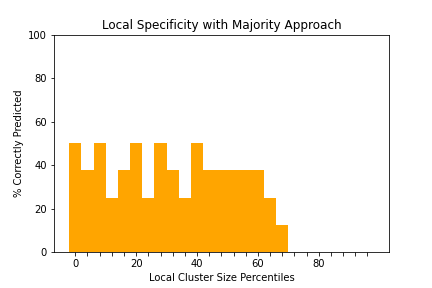 Local Specificity with Majority Approach
100
80
60
40
20
0
% Correctly Predicted
0 20 40 60 80
Local Cluster Size Percentiles